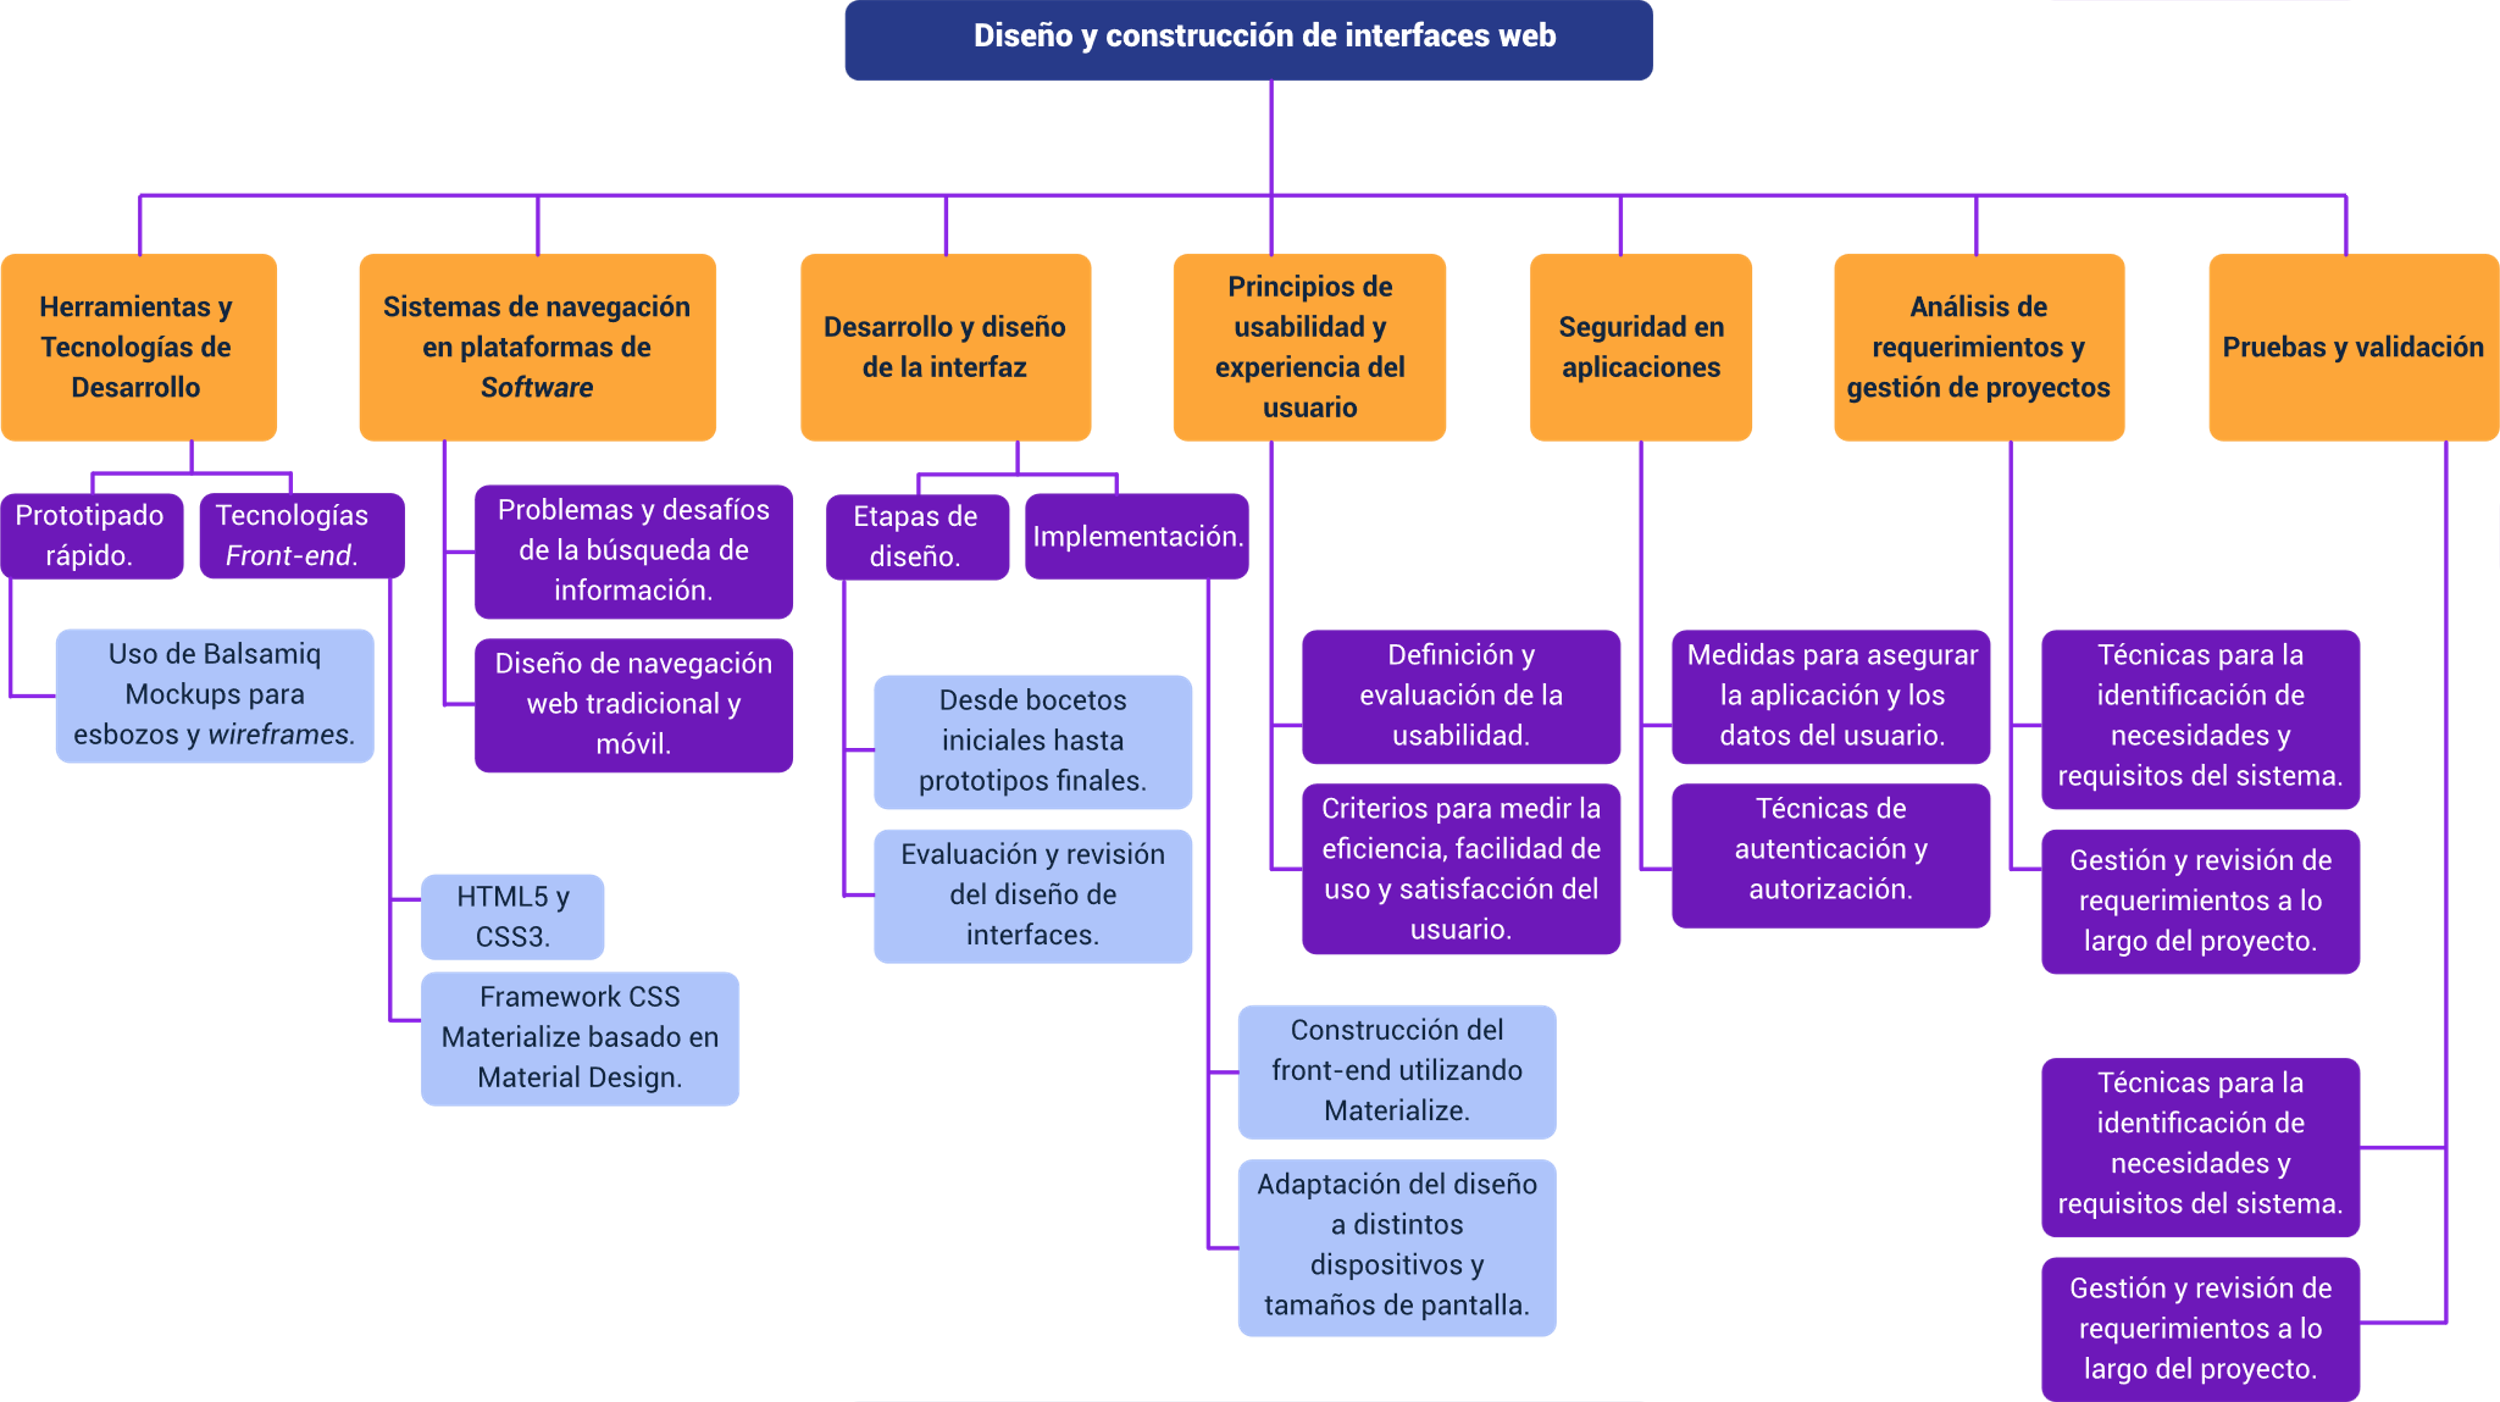 Diseño y construcción de interfaces web
Herramientas y
Tecnologías de
Desarrollo
Sistemas de navegación
en plataformas de
Software
Desarrollo y diseño
de la interfaz
Principios de
usabilidad y
experiencia del
usuario
Seguridad en
aplicaciones
Análisis de
requerimientos y
gestión de proyectos
Pruebas y validación
Prototipado
rápido.
Tecnologías
Front-end.
Uso de Balsamiq
Mockups para
esbozos y wireframes.
HTML5 y
CSS3.
Framework CSS
Materialize basado en
Material Design.
Problemas y desafíos
de la búsqueda de
información.
Diseño de navegación
web tradicional y
móvil.
Etapas de
diseño.
Implementación.
Desde bocetos
iniciales hasta
prototipos finales.
Evaluación y revisión
del diseño de
interfaces.
Construcción del
front-end utilizando
Materialize.
Adaptación del diseño
a distintos
dispositivos y
tamaños de pantalla.
Definición y
evaluación de la
usabilidad.
Criterios para medir la
eficiencia, facilidad de
uso y satisfacción del
usuario.
Medidas para asegurar
la aplicación y los
datos del usuario.
Técnicas de
autenticación y
autorización.
Técnicas para la
identificación de
necesidades y
requisitos del sistema.
Gestión y revisión de
requerimientos a lo
largo del proyecto.
Técnicas para la
identificación de
necesidades y
requisitos del sistema.
Gestión y revisión de
requerimientos a lo
largo del proyecto.